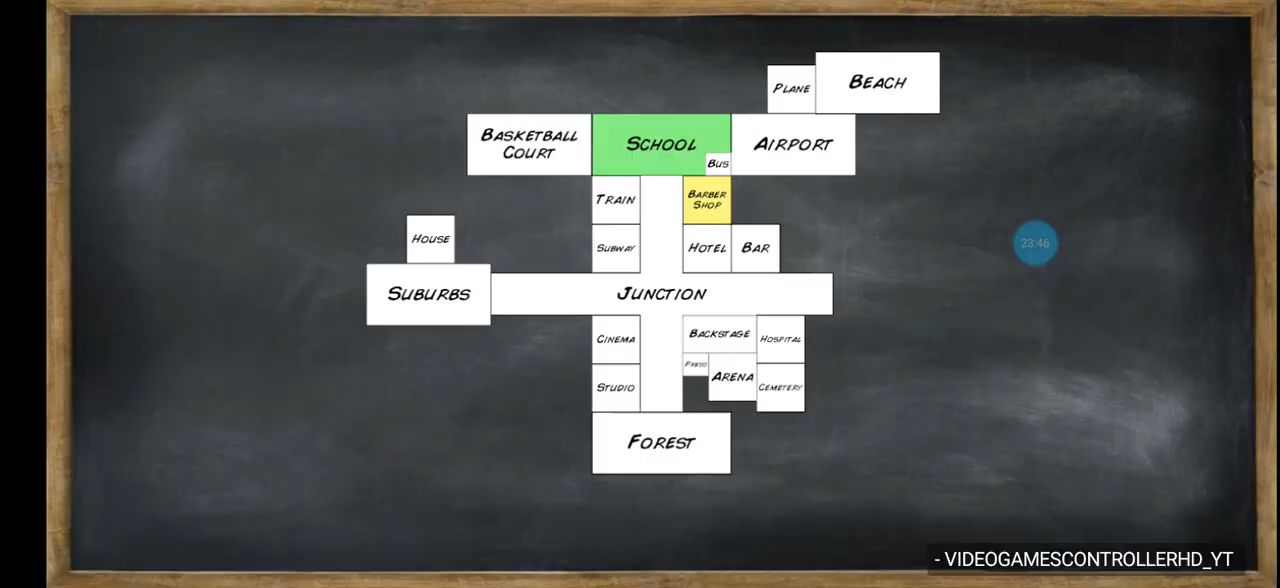 PLANE
BEACH
BASKETBALL
COURT
SCHOOL
BUS
AIRPORT
TRAIN
BARBER
SHOP
HOUSE
SUBWAY
HOTEL
BAR
23:46
SUBURBS
JUNCTION
CINEMA
BACKSTAGE
HOSPITAL
STUDIO
ARENA
CEMETERY
FOREST
- VIDEOGAMESCONTROLLERHD_YT